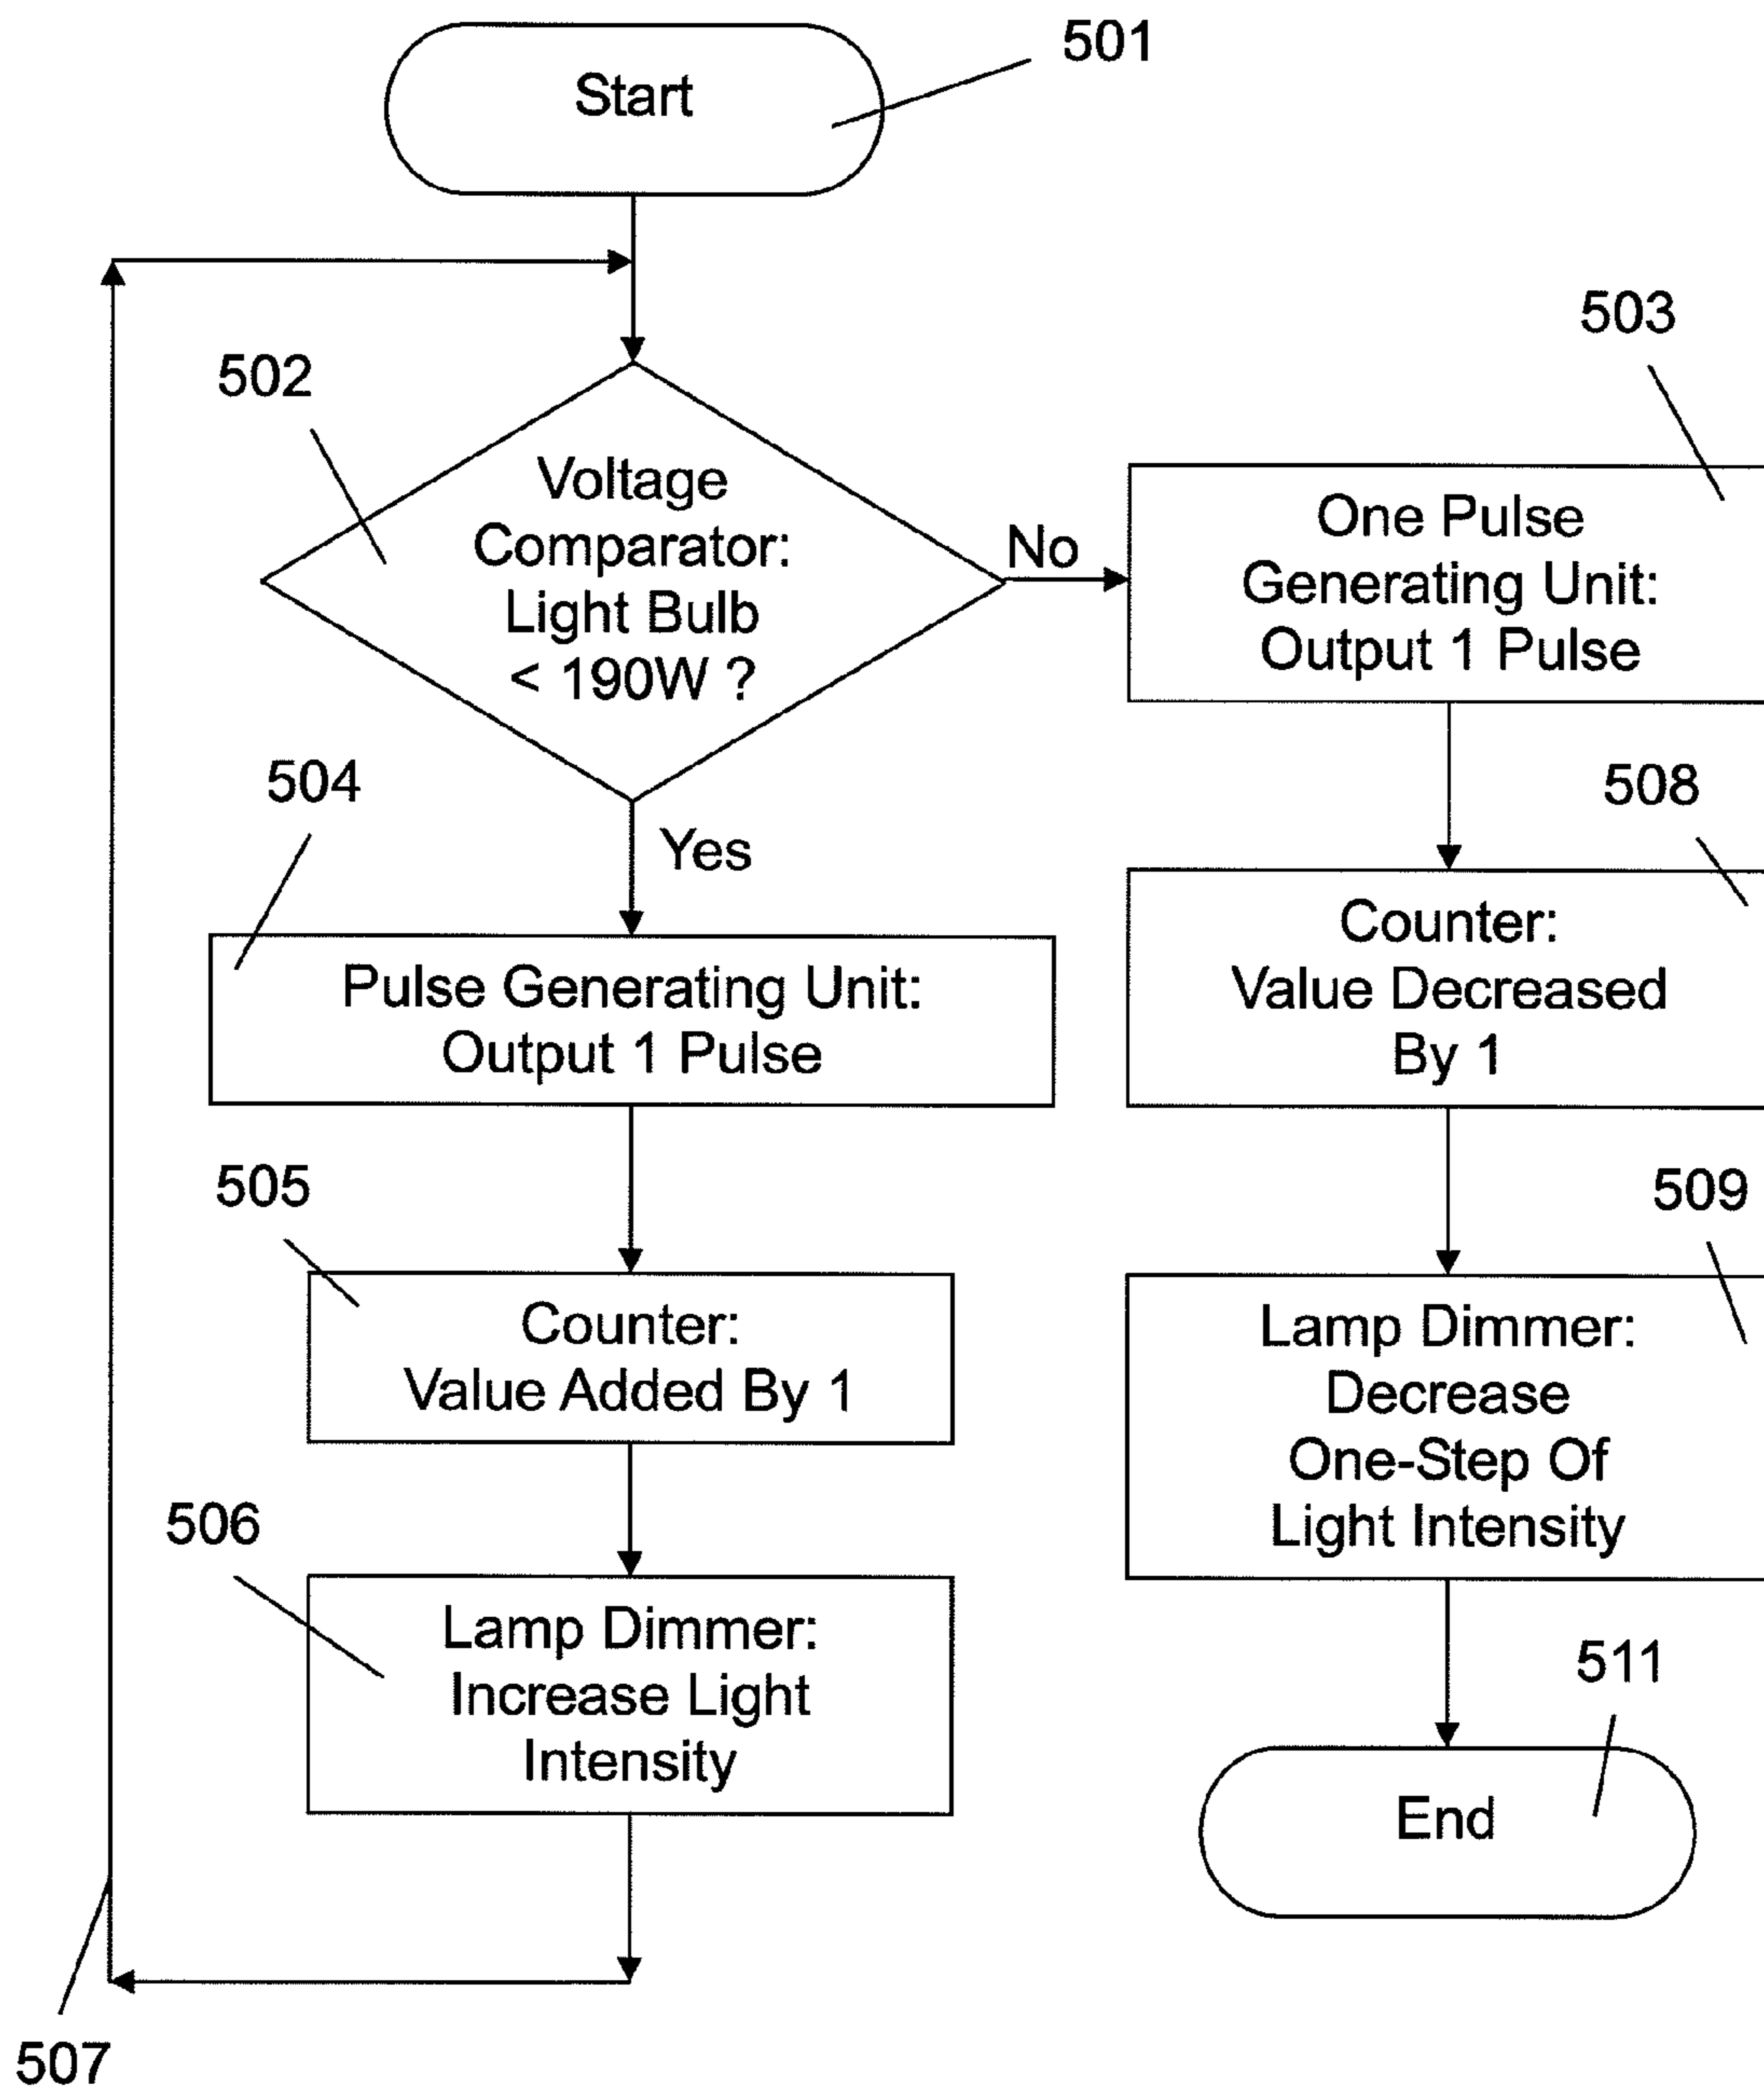 Start
501
502
Voltage
Comparator:
Light Bulb
< 190W ?
No
Yes
503
One Pulse
Generating Unit:
Output 1 Pulse
504
Pulse Generating Unit:
Output 1 Pulse
508
Counter:
Value Decreased
By 1
505
Counter:
Value Added By 1
509
Lamp Dimmer:
Decrease
One-Step Of
Light Intensity
506
Lamp Dimmer:
Increase Light
Intensity
511
End
507